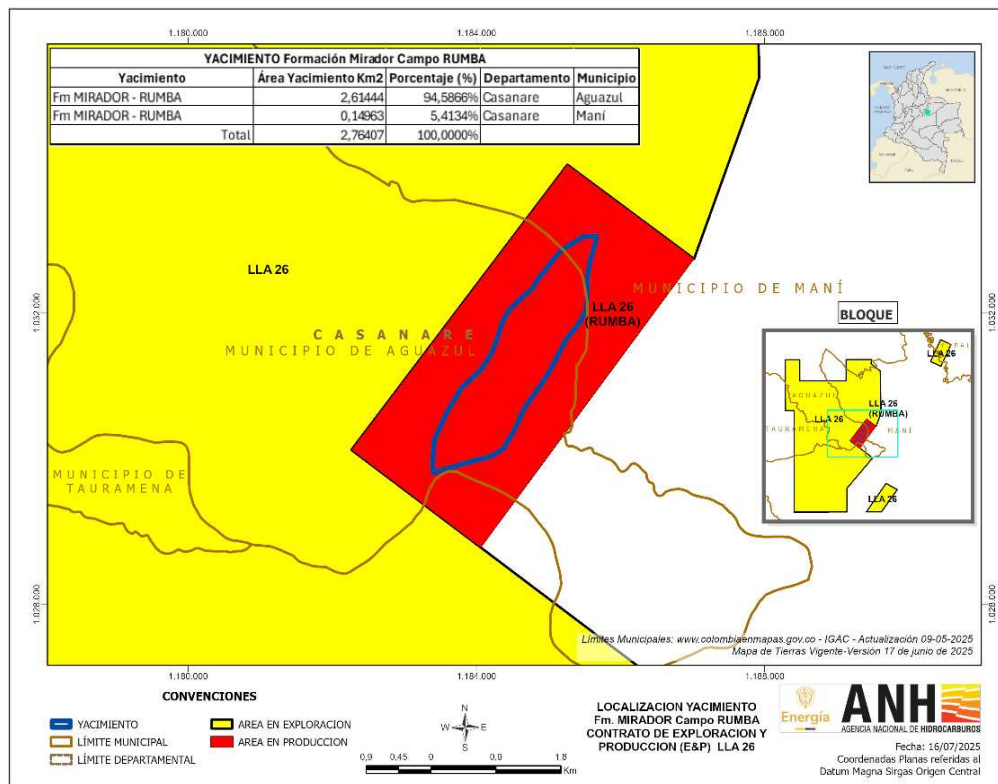 1.180.000 1.184.000 1.188.000
YACIMIENTO Formación Mirador Campo RUMBA
Yacimiento Área Yacimiento Km2 Porcentaje (%) Departamento Municipio
Fm MIRADOR - RUMBA 2,61444 94,5866% Casanare Aguazul
Fm MIRADOR - RUMBA 0,14963 5,4134% Casanare Maní
Total 2,76407 100,0000%
LLA 26
MUNICIPIO DE MANÍ
LLA 26
(RUMBA)
1.032.000 1.032.000
CASANARE
MUNICIPIO DE AGUAZUL
BLOQUE
LLA 26
AGUAZUL
LLA 26
(RUMBA)
LLA 26
TAURAMENA
MANÍ
LLA 26
MUNICIPIO DE
TAURAMENA
1.028.000 1.028.000
Límites Municipales: www.colombiaenmapas.gov.co - IGAC - Actualización 09-05-2025
Mapa de Tierras Vigente-Versión 17 de junio de 2025
1.180.000 1.184.000 1.188.000
CONVENCIONES
YACIMIENTO
LÍMITE MUNICIPAL
LÍMITE DEPARTAMENTAL
AREA EN EXPLORACION
AREA EN PRODUCCION
N
W E
S
0,9 0,45 0 0,9 1,8
Km
LOCALIZACION YACIMIENTO
Fm. MIRADOR Campo RUMBA
CONTRATO DE EXPLORACION Y
PRODUCCION (E&P) LLA 26
Energía
ANH
AGENCIA NACIONAL DE HIDROCARBUROS
Fecha: 16/07/2025
Coordenadas Planas referidas al
Datum Magna Sirgas Origen Central